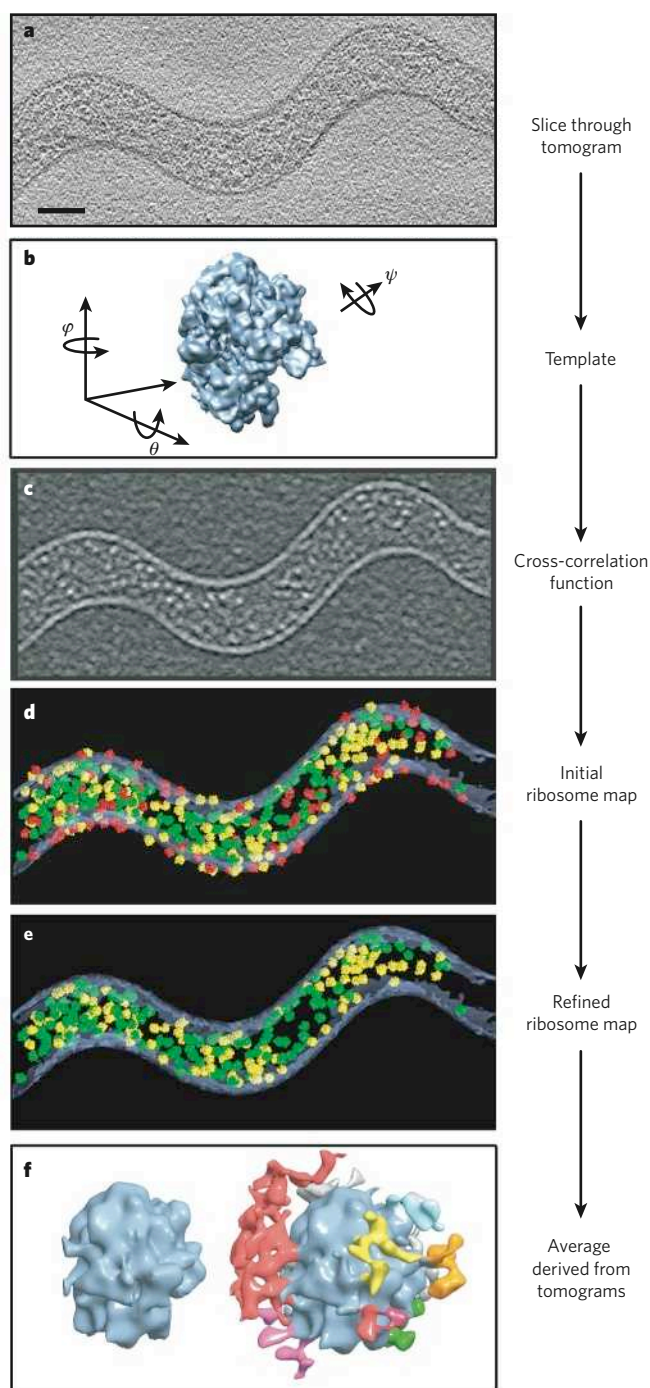 a
Slice through
tomogram
b
φ
ψ
θ
Template
c
Cross-correlation
function
d
Initial
ribosome map
e
Refined
ribosome map
f
Average
derived from
tomograms